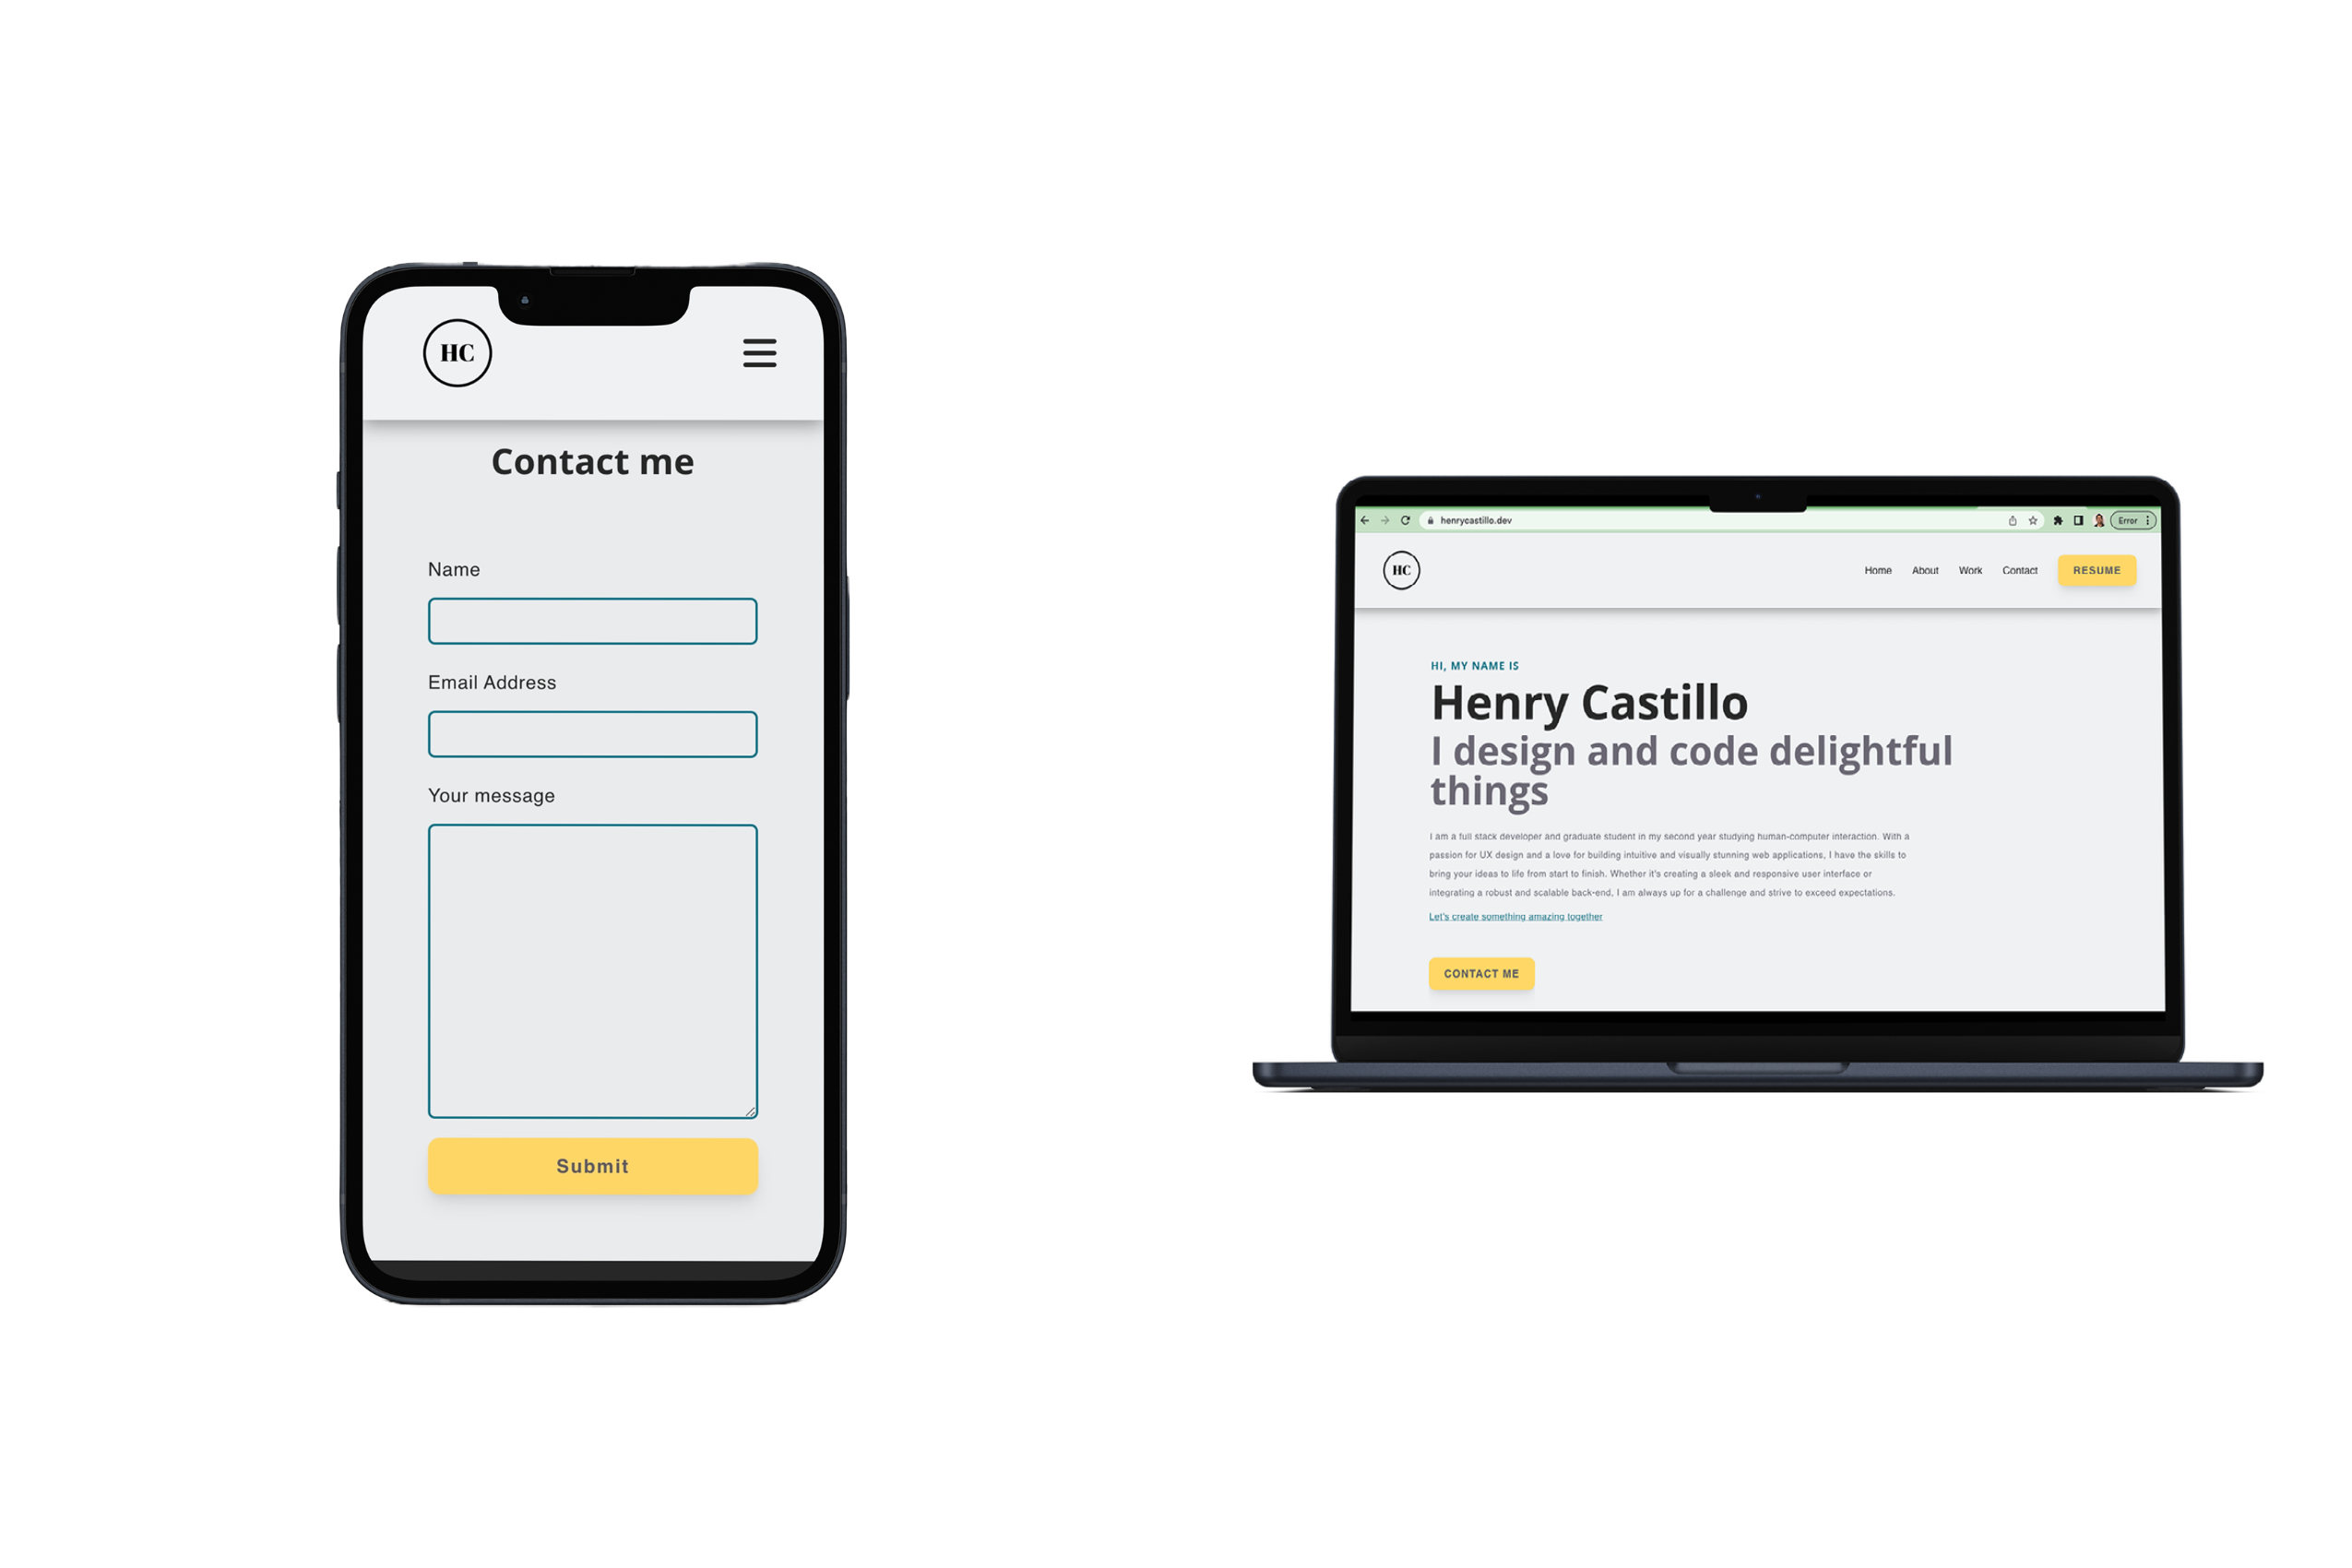 HC
Contact me
Name
Email Address
Your message
Submit
henrycastillo.dev
Error
HC
Home About Work Contact RESUME
HI, MY NAME IS
Henry Castillo
I design and code delightful
things
I am a full stack developer and graduate student in my second year studying human-computer interaction. With a
passion for UX design and a love for building intuitive and visually stunning web applications, I have the skills to
bring your ideas to life from start to finish. Whether it's creating a sleek and responsive user interface or
integrating a robust and scalable back-end, I am always up for a challenge and strive to exceed expectations.
Let's create something amazing together
CONTACT ME